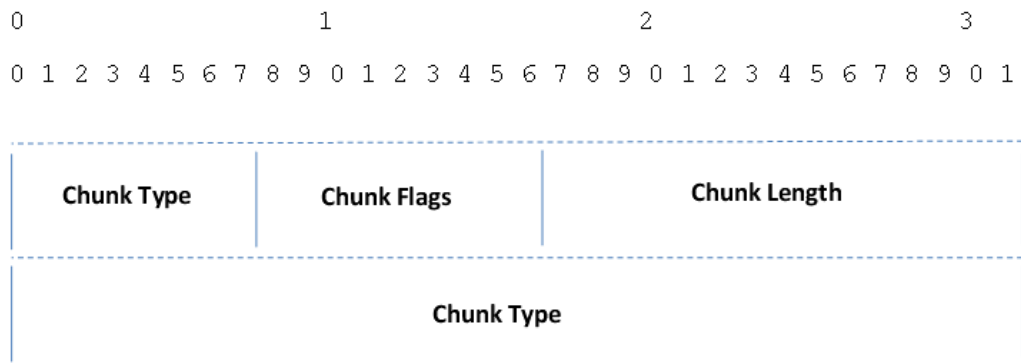 0 1 2 3
0 1 2 3 4 5 6 7 8 9 0 1 2 3 4 5 6 7 8 9 0 1 2 3 4 5 6 7 8 9 0 1
Chunk Type Chunk Flags Chunk Length
Chunk Type